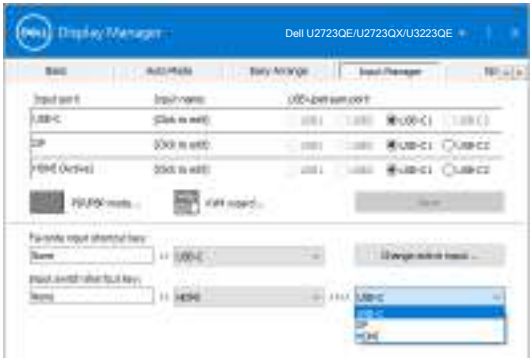 DELL Display Manager Dell U2723QE/U2723QX/U3223QE
Basic Auto Mode Easy Arrange Input Manager
Input port Input name USB upstream port
USB-C (Click to edit) USB-C1
DP (Click to edit) USB-C1 USB-C2
HDMI (Active) (Click to edit) USB-C1 USB-C2
PIP/PBP mode... KVM wizard...
Favorite input shortcut key:
None USB-C Change active input...
Input switch shortcut key:
None HDMI USB-C
USB-C
DP
HDMI